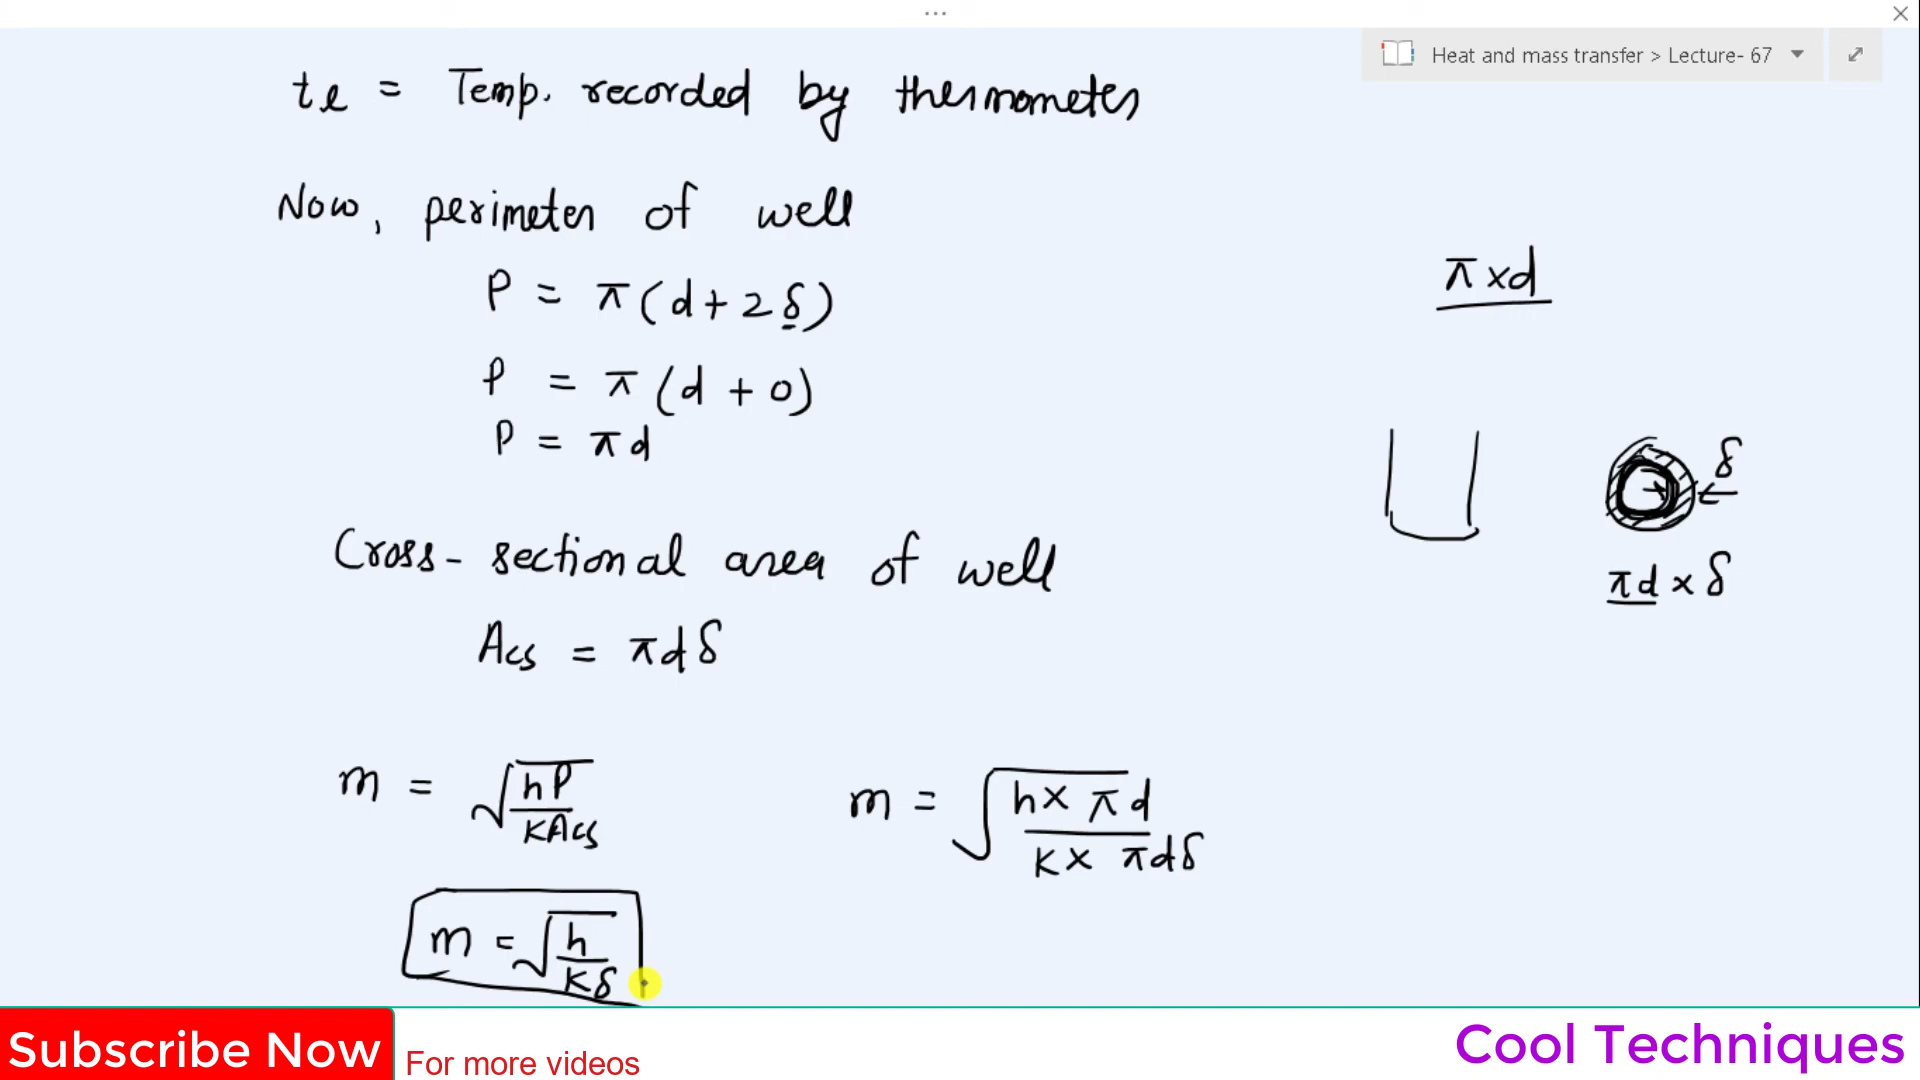 ...
Heat and mass transfer > Lecture- 67
tl = Temp. recorded by thermometer
Now, perimeter of well
P = π(d+2δ)
π×d
P = π(d+0)
P = πd
δ
Cross-sectional area of well
πd×δ
Acs = πdδ
m = √hP/KAcs
m = √h× πd/K× πdδ
m = √h/Kδ
Subscribe Now
For more videos
Cool Techniques